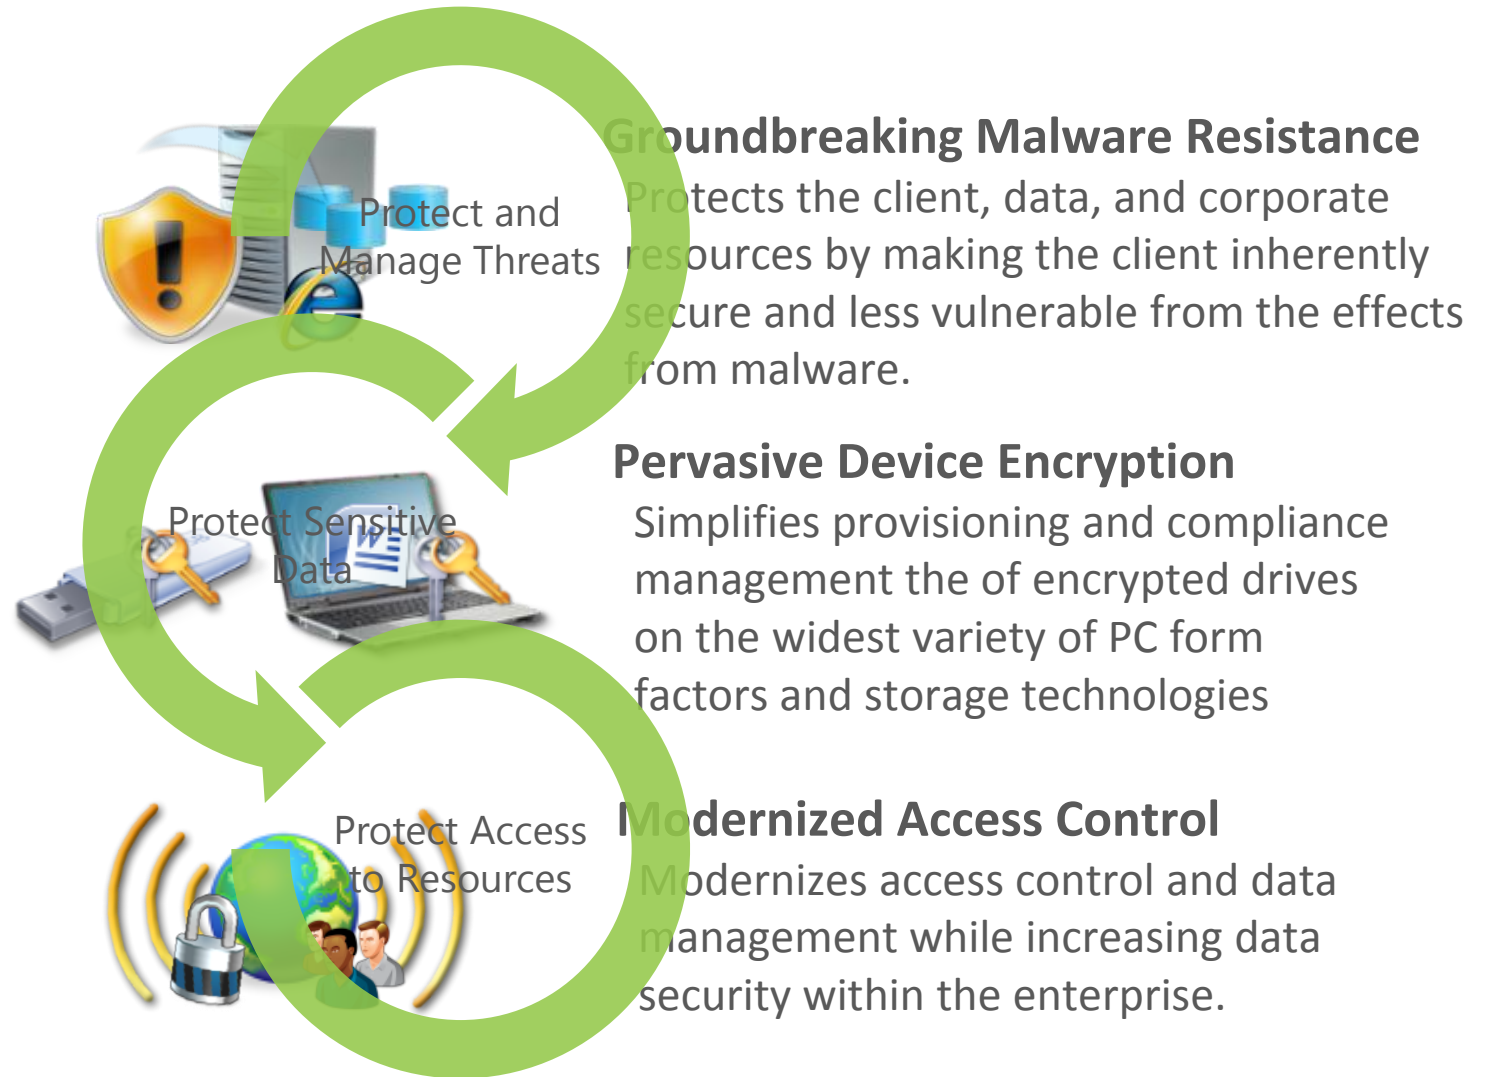 Groundbreaking Malware Resistance
Protect and
Manage Threats
Protects the client, data, and corporate
resources by making the client inherently
secure and less vulnerable from the effects
from malware.
Pervasive Device Encryption
Protect Sensitive
Data
Simplifies provisioning and compliance
management the of encrypted drives
on the widest variety of PC form
factors and storage technologies
Modernized Access Control
Protect Access
to Resources
Modernizes access control and data
management while increasing data
security within the enterprise.